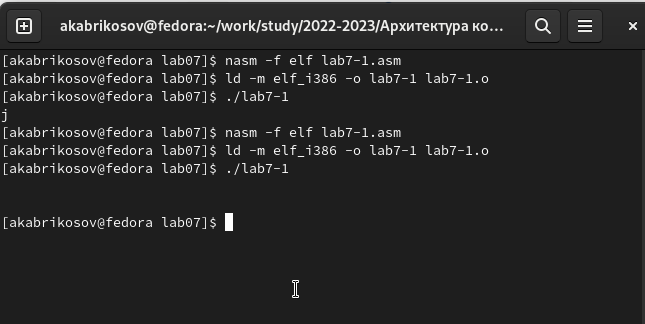 akabrikosov@fedora:~/work/study/2022-2023/Архитектура ко...
[akabrikosov@fedora lab07]$ nasm -f elf lab7-1.asm
[akabrikosov@fedora lab07]$ ld -m elf_i386 -o lab7-1 lab7-1.o
[akabrikosov@fedora lab07]$ ./lab7-1
j
[akabrikosov@fedora lab07]$ nasm -f elf lab7-1.asm
[akabrikosov@fedora lab07]$ ld -m elf_i386 -o lab7-1 lab7-1.o
[akabrikosov@fedora lab07]$ ./lab7-1
[akabrikosov@fedora lab07]$